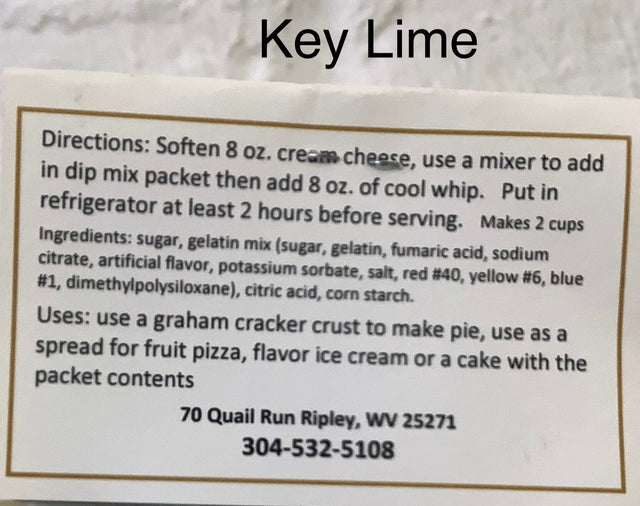 Key Lime
Directions: Soften 8 oz. cream cheese, use a mixer to add
in dip mix packet then add 8 oz. of cool whip. Put in
refrigerator at least 2 hours before serving. Makes 2 cups
Ingredients: sugar, gelatin mix (sugar, gelatin, fumaric acid, sodium
citrate, artificial flavor, potassium sorbate, salt, red #40, yellow #6, blue
#1, dimethylpolysiloxane), citric acid, corn starch.
Uses: use a graham cracker crust to make pie, use as a
spread for fruit pizza, flavor ice cream or a cake with the
packet contents
70 Quail Run Ripley, WV 25271
304-532-5108